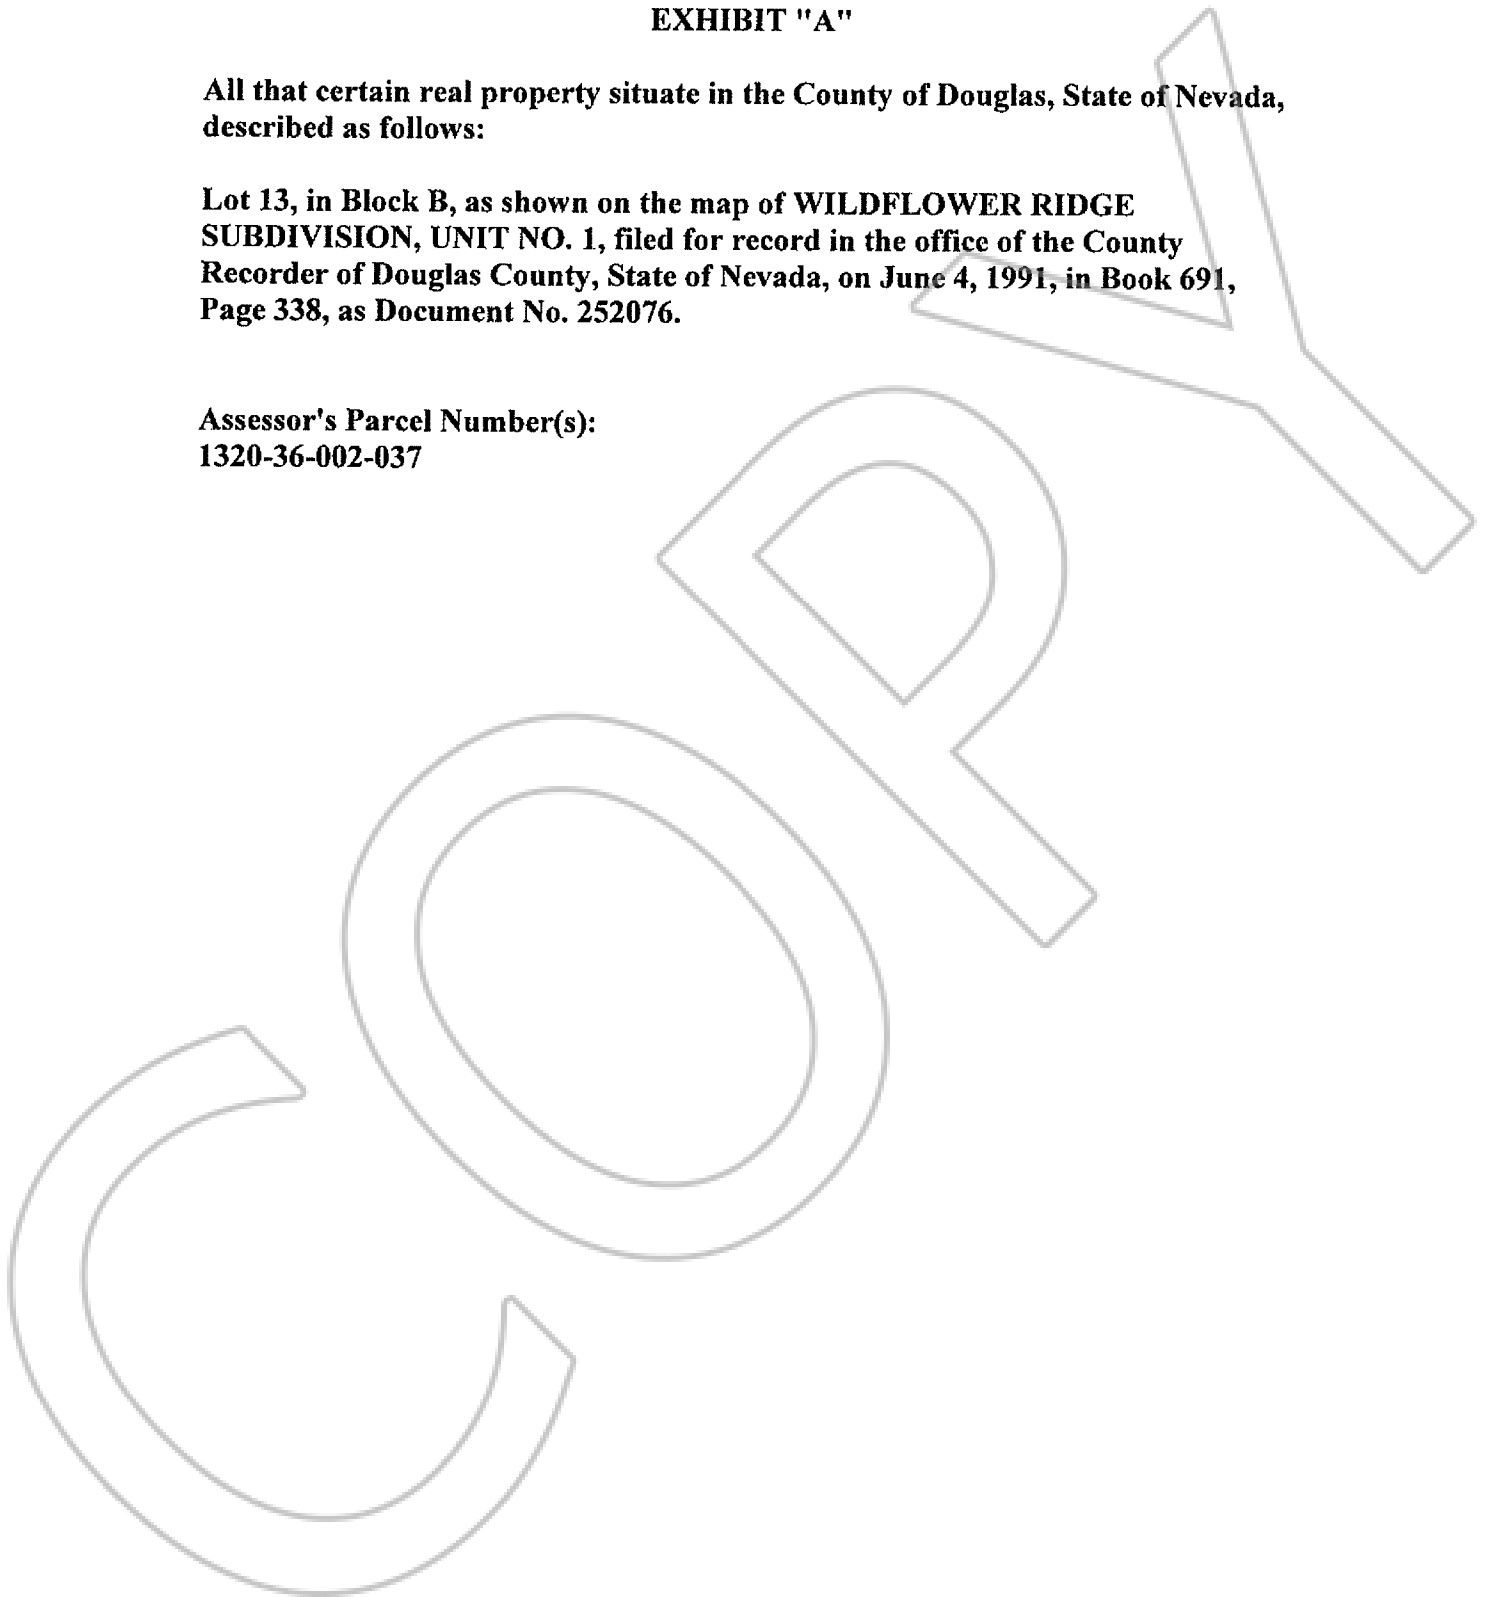 EXHIBIT "A"
All that certain real property situate in the County of Douglas, State of Nevada,
described as follows:
Lot 13, in Block B, as shown on the map of WILDFLOWER RIDGE
SUBDIVISION, UNIT NO. 1, filed for record in the office of the County
Recorder of Douglas County, State of Nevada, on June 4, 1991, in Book 691,
Page 338, as Document No. 252076.
Assessor's Parcel Number(s):
1320-36-002-037
COPY